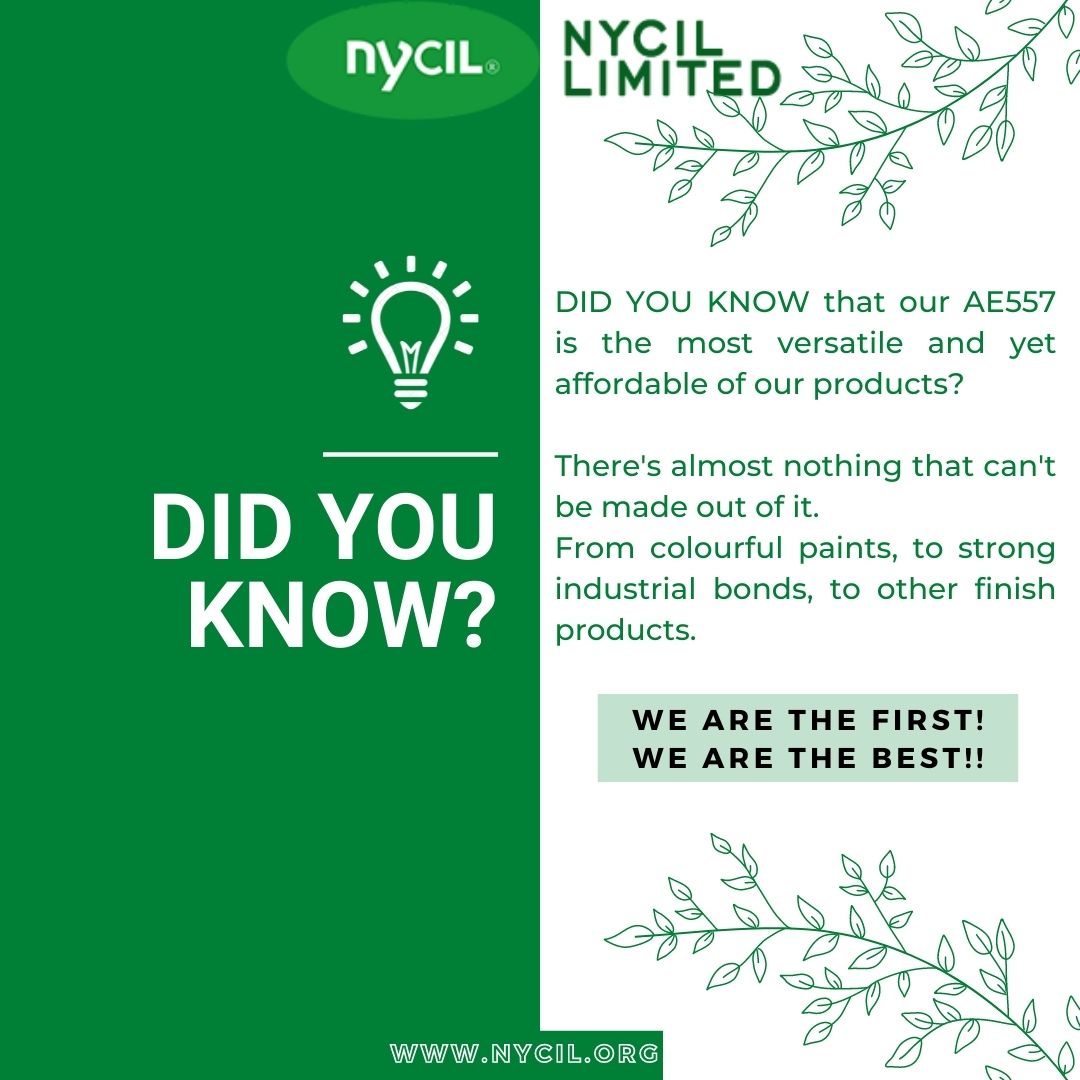 nyciL®
NYCIL
LIMITED
DID YOU
KNOW?
DID YOU KNOW that our AE557
is the most versatile and yet
affordable of our products?
There's almost nothing that can't
be made out of it.
From colourful paints, to strong
industrial bonds, to other finish
products.
WE ARE THE FIRST!
WE ARE THE BEST!!
WWW.NYCIL.ORG